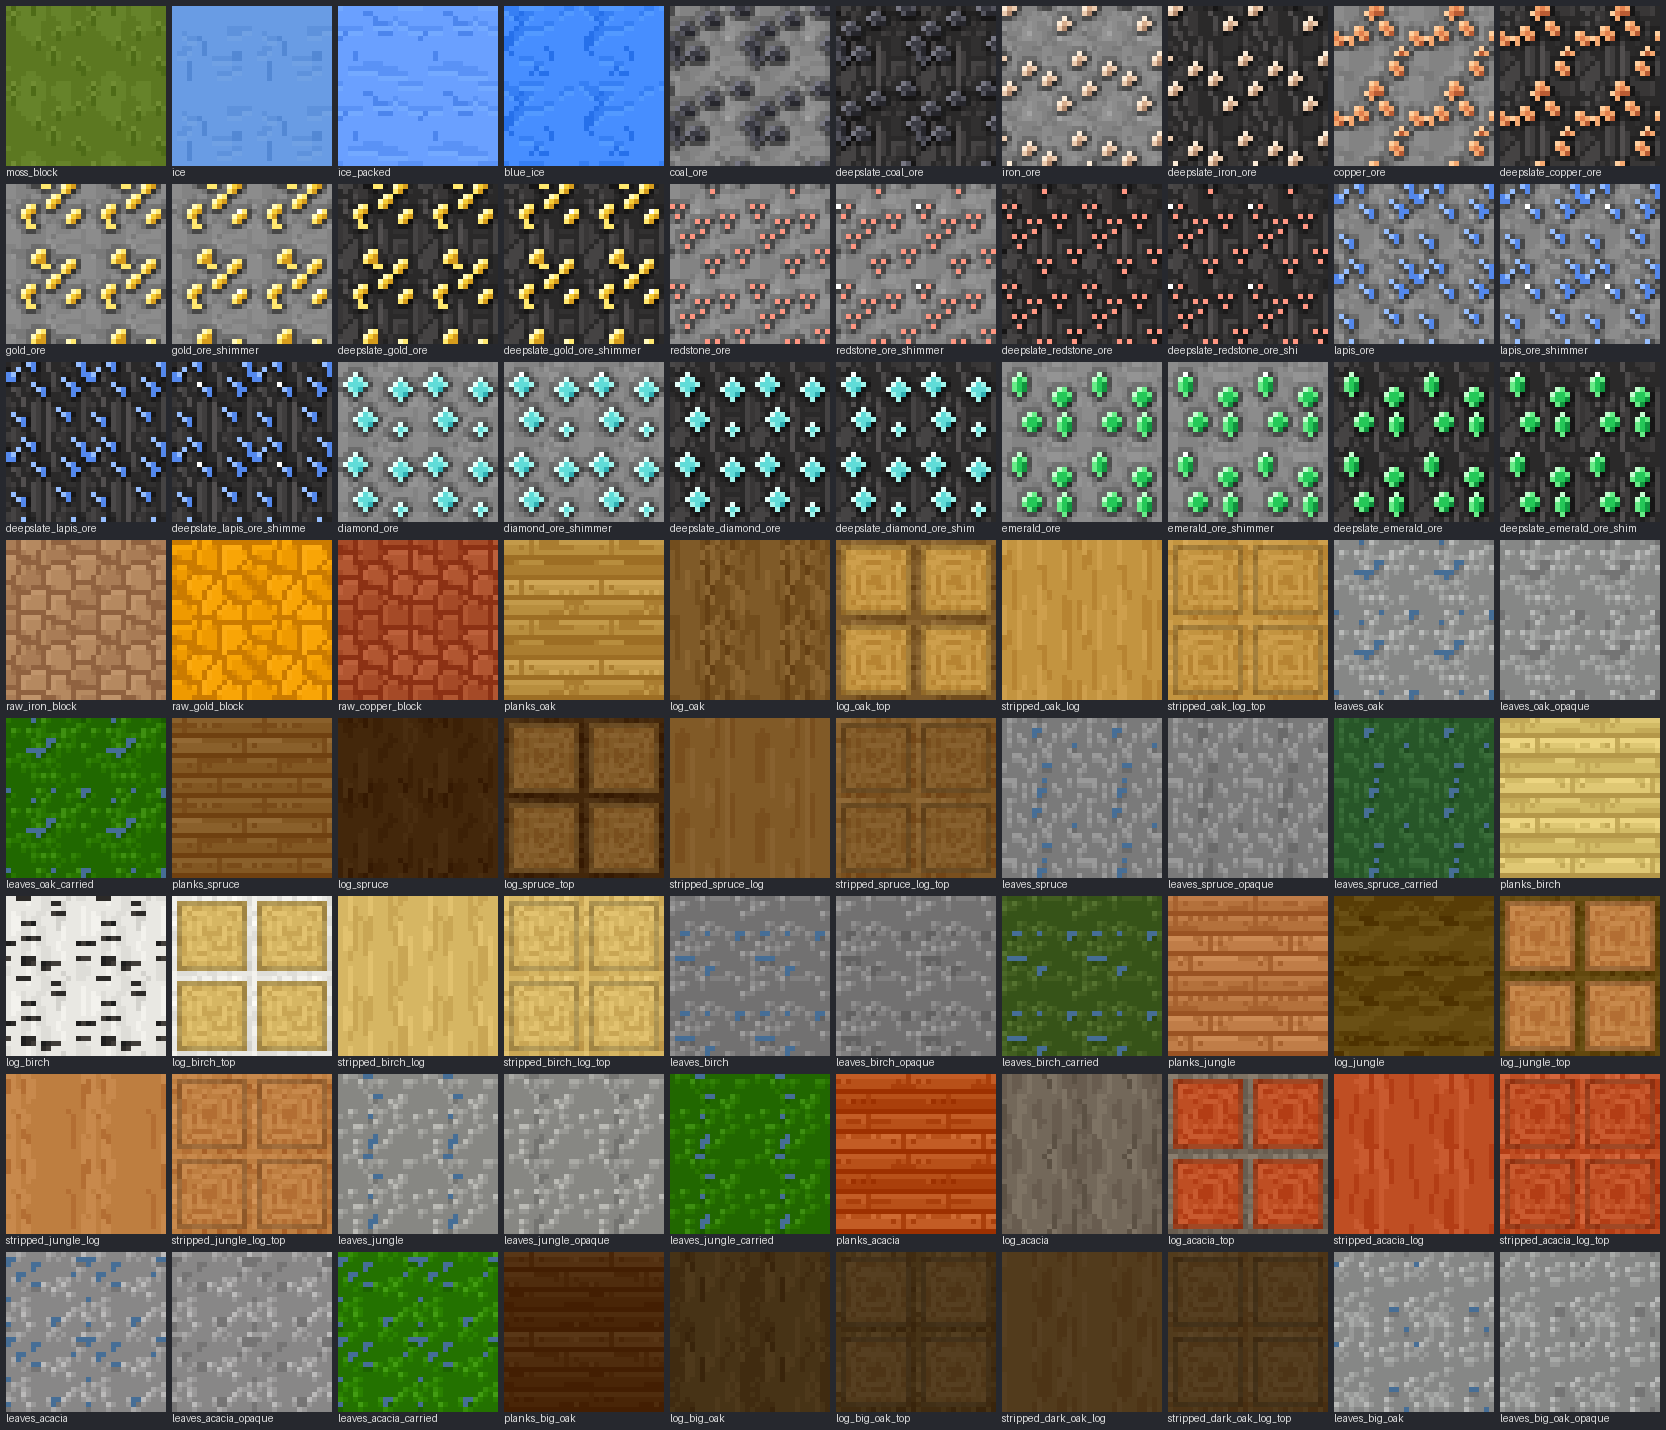 moss_block ice ice_packed blue_ice coal_ore deepslate_coal_ore iron_ore deepslate_iron_ore copper_ore deepslate_copper_ore
gold_ore gold_ore_shimmer deepslate_gold_ore deepslate_gold_ore_shimmer redstone_ore redstone_ore_shimmer deepslate_redstone_ore deepslate_redstone_ore_shi lapis_ore lapis_ore_shimmer
deepslate_lapis_ore deepslate_lapis_ore_shimme diamond_ore diamond_ore_shimmer deepslate_diamond_ore deepslate_diamond_ore_shim emerald_ore emerald_ore_shimmer deepslate_emerald_ore deepslate_emerald_ore_shim
raw_iron_block raw_gold_block raw_copper_block planks_oak log_oak log_oak_top stripped_oak_log stripped_oak_log_top leaves_oak leaves_oak_opaque
leaves_oak_carried planks_spruce log_spruce log_spruce_top stripped_spruce_log stripped_spruce_log_top leaves_spruce leaves_spruce_opaque leaves_spruce_carried planks_birch
log_birch log_birch_top stripped_birch_log stripped_birch_log_top leaves_birch leaves_birch_opaque leaves_birch_carried planks_jungle log_jungle log_jungle_top
stripped_jungle_log stripped_jungle_log_top leaves_jungle leaves_jungle_opaque leaves_jungle_carried planks_acacia log_acacia log_acacia_top stripped_acacia_log stripped_acacia_log_top
leaves_acacia leaves_acacia_opaque leaves_acacia_carried planks_big_oak log_big_oak log_big_oak_top stripped_dark_oak_log stripped_dark_oak_log_top leaves_big_oak leaves_big_oak_opaque